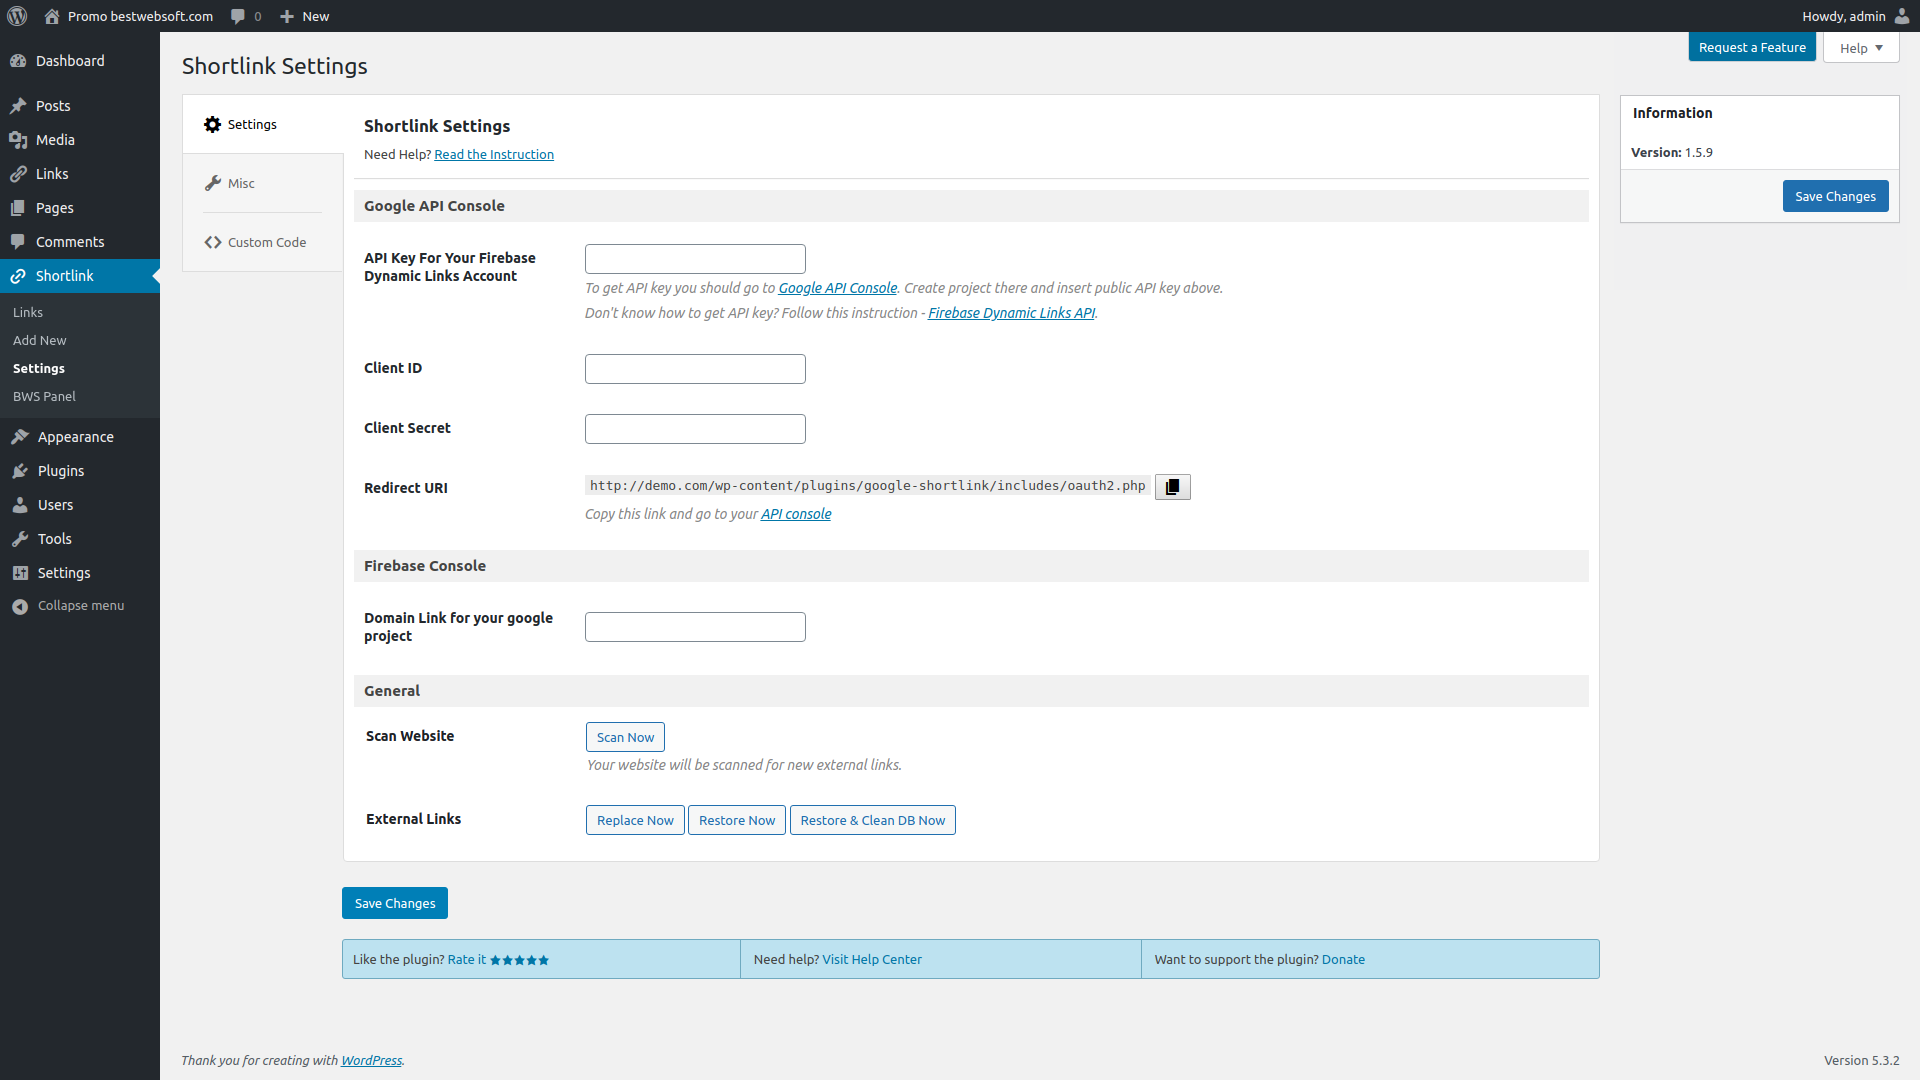 Promo bestwebsoft.com 0 New Howdy, admin
Dashboard
Posts
Media
Links
Pages
Comments
Shortlink
Links
Add New
Settings
BWS Panel
Appearance
Plugins
Users
Tools
Settings
Collapse menu
Request a Feature Help
Shortlink Settings
Settings
Misc
Custom Code
Shortlink Settings
Need Help? Read the Instruction
Google API Console
API Key For Your Firebase
Dynamic Links Account
To get API key you should go to Google API Console. Create project there and insert public API key above.
Don't know how to get API key? Follow this instruction - Firebase Dynamic Links API.
Client ID
Client Secret
Redirect URI
http://demo.com/wp-content/plugins/google-shortlink/includes/oauth2.php
Copy this link and go to your API console
Firebase Console
Domain Link for your google
project
General
Scan Website
Scan Now
Your website will be scanned for new external links.
External Links
Replace Now Restore Now Restore & Clean DB Now
Save Changes
Like the plugin? Rate it ★★★★★ Need help? Visit Help Center Want to support the plugin? Donate
Information
Version: 1.5.9
Save Changes
Thank you for creating with WordPress. Version 5.3.2